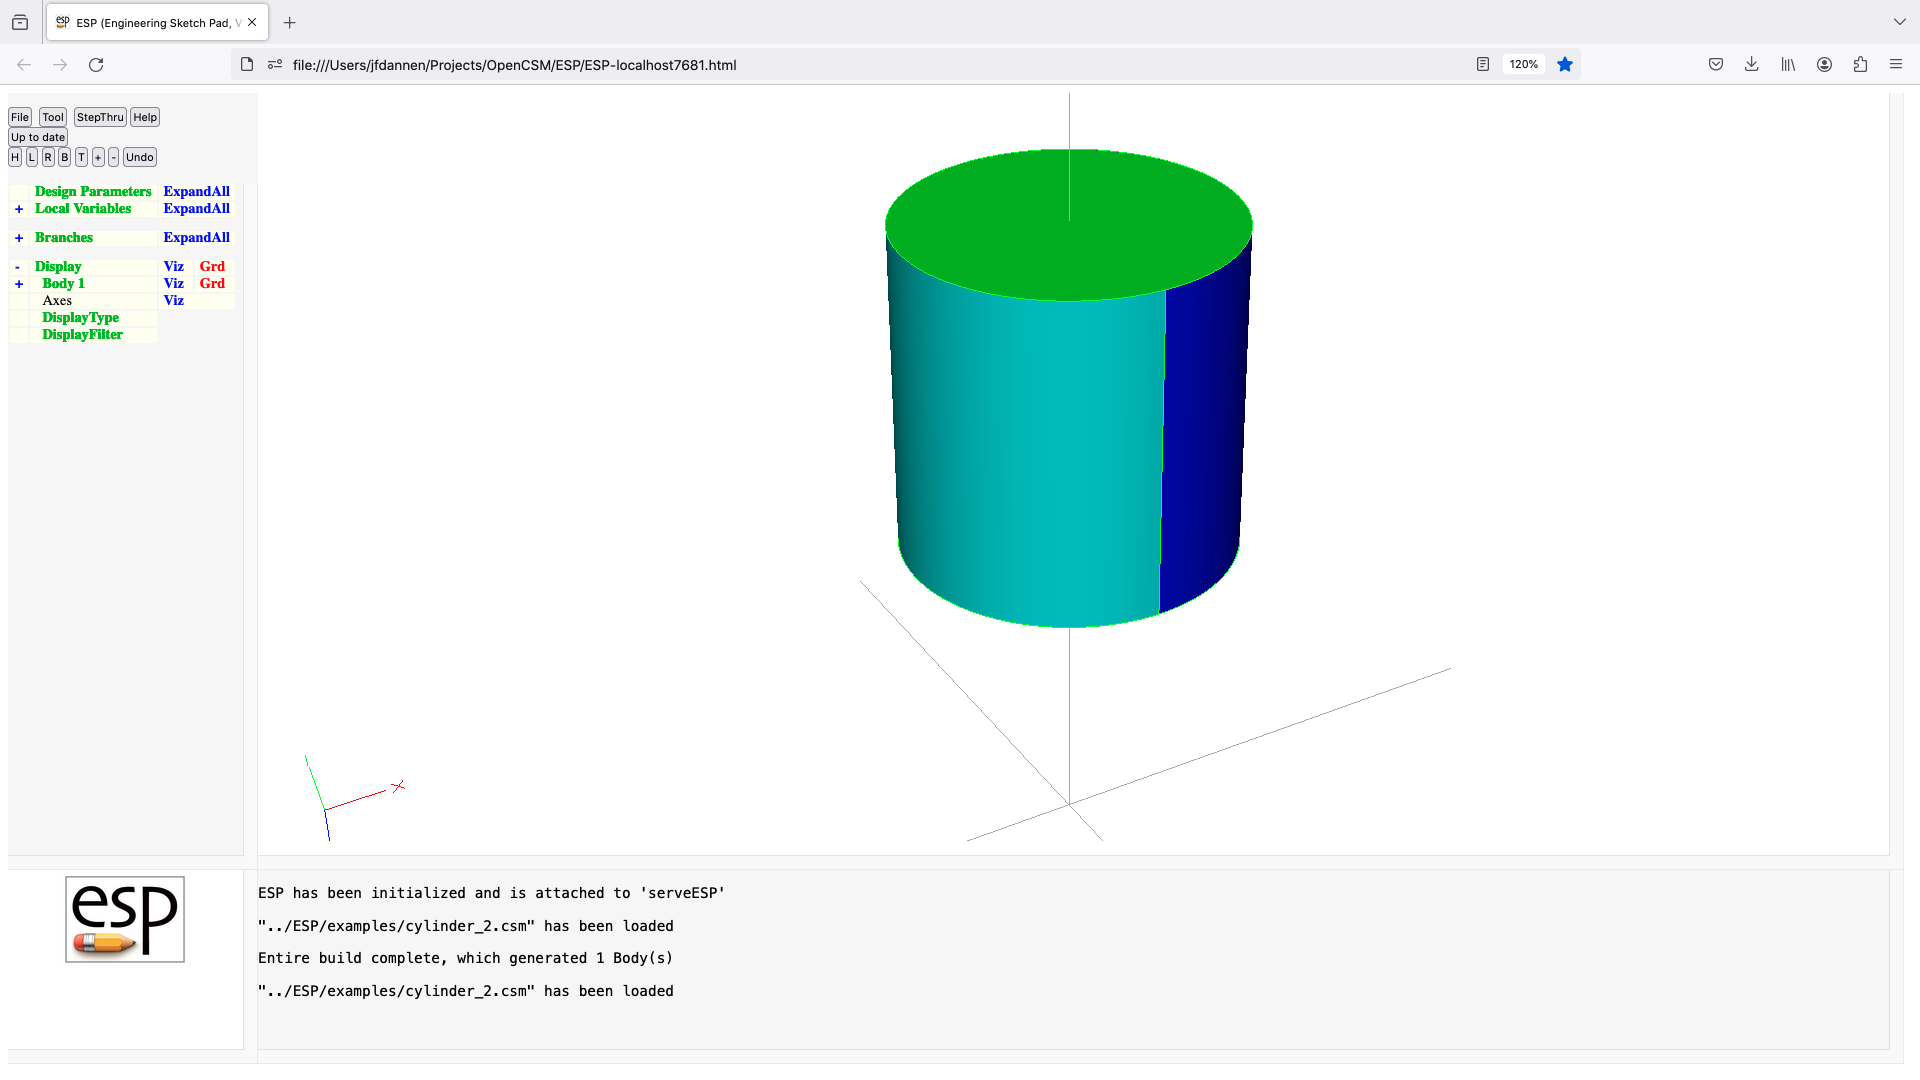 ESP (Engineering Sketch Pad, V
file:///Users/jfdannen/Projects/OpenCSM/ESP/ESP-localhost7681.html
120%
File Tool StepThru Help
Up to date
H L R B T + - Undo
Design Parameters ExpandAll
+ Local Variables ExpandAll
+ Branches ExpandAll
- Display Viz Grd
+ Body 1 Viz Grd
Axes Viz
DisplayType
DisplayFilter
X
esp
ESP has been initialized and is attached to 'serveESP'
"../ESP/examples/cylinder_2.csm" has been loaded
Entire build complete, which generated 1 Body(s)
"../ESP/examples/cylinder_2.csm" has been loaded